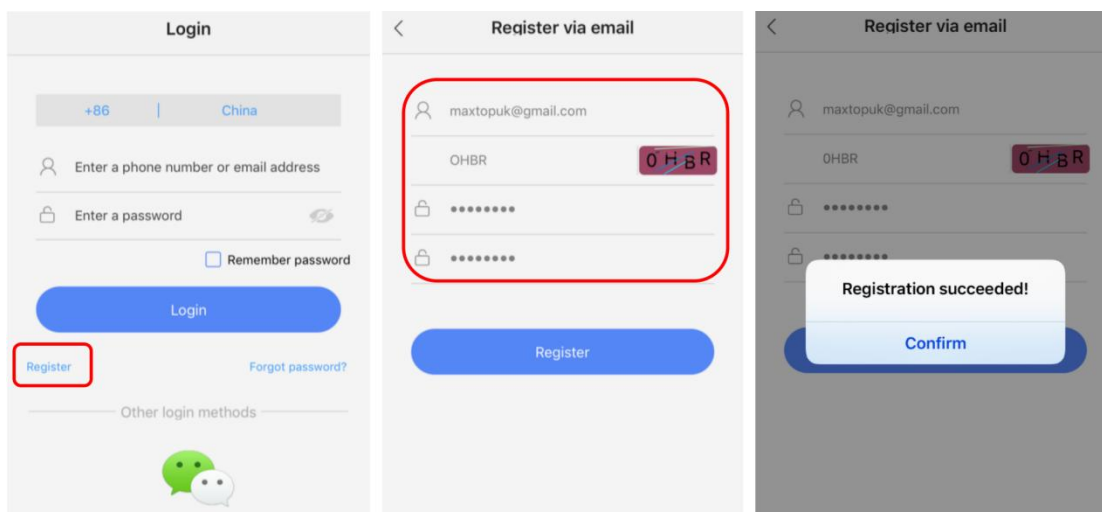 Login
+86 | China
Enter a phone number or email address
Enter a password
Remember password
Login
Register Forgot password?
Other login methods
Register via email
maxtopuk@gmail.com
OHBR 0HBR
••••••••
••••••••
Register
Register via email
maxtopuk@gmail.com
0HBR 0HBR
••••••••
••••••••
Registration succeeded!
Confirm